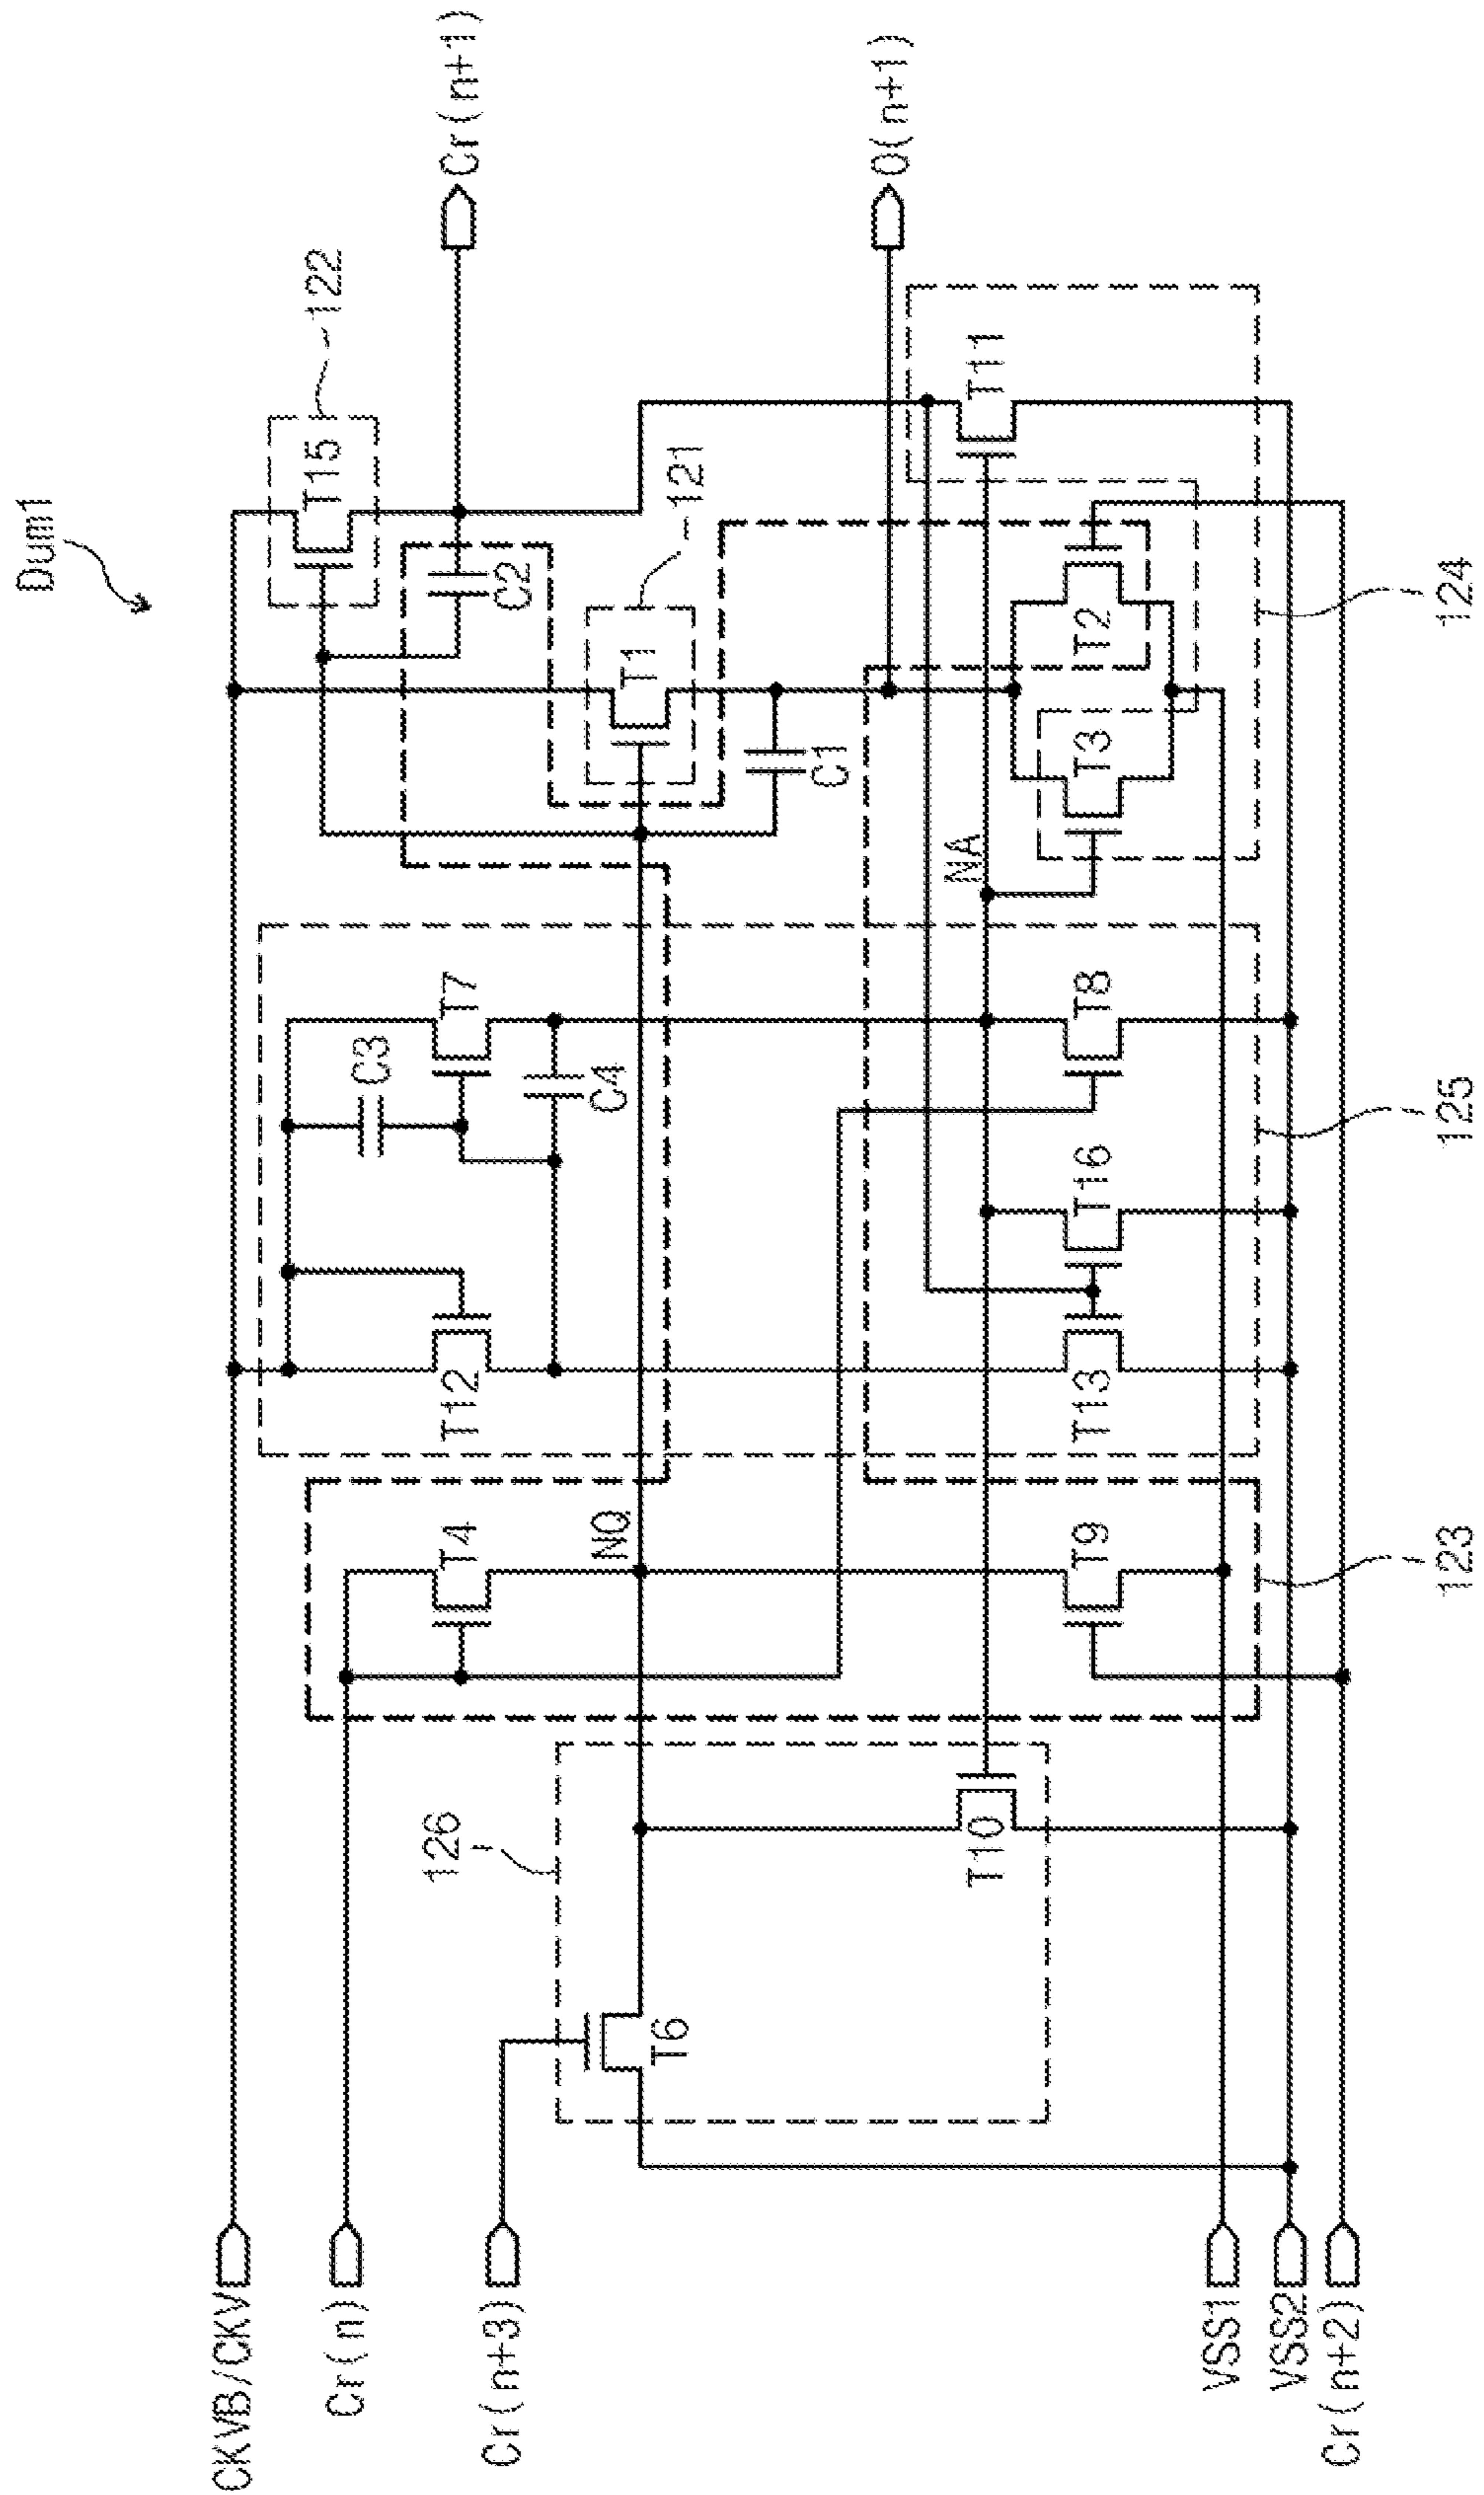 Dum1
CKVB/CKV
Cr(n)
Cr(n+3)
VSS1
VSS2
Cr(n+2)
Cr(n+1)
O(n+1)
122
T15
C2
121
T1
C1
T11
T2
T3
124
NA
T7
C3
C4
T8
T16
T12
T13
125
T4
NQ
T9
123
126
T10
T6